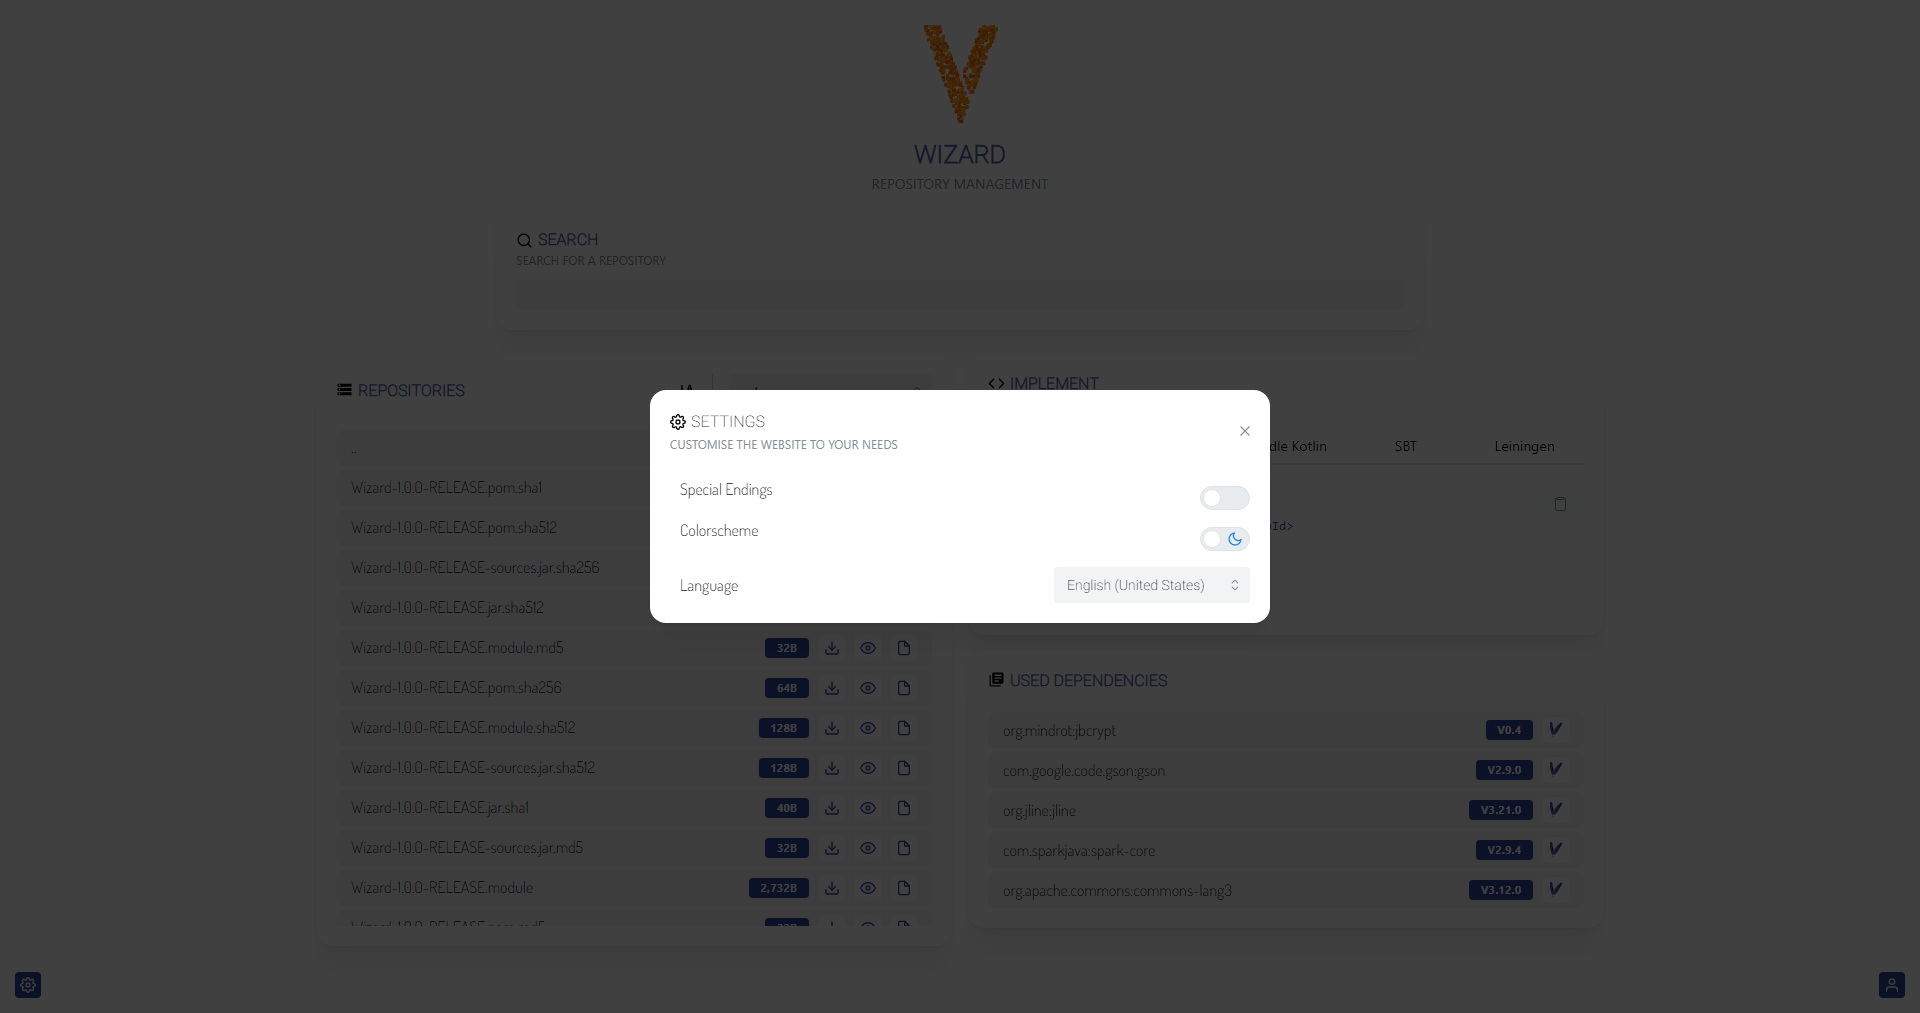 WIZARD
REPOSITORY MANAGEMENT
SEARCH
SEARCH FOR A REPOSITORY
REPOSITORIES
..
Wizard-1.0.0-RELEASE.pom.sha1
Wizard-1.0.0-RELEASE.pom.sha512
Wizard-1.0.0-RELEASE-sources.jar.sha256
Wizard-1.0.0-RELEASE.jar.sha512
Wizard-1.0.0-RELEASE.module.md5 32B
Wizard-1.0.0-RELEASE.pom.sha256 64B
Wizard-1.0.0-RELEASE.module.sha512 128B
Wizard-1.0.0-RELEASE-sources.jar.sha512 128B
Wizard-1.0.0-RELEASE.jar.sha1 40B
Wizard-1.0.0-RELEASE-sources.jar.md5 32B
Wizard-1.0.0-RELEASE.module 2,732B
SETTINGS
CUSTOMISE THE WEBSITE TO YOUR NEEDS
Special Endings
Colorscheme
Language English (United States)
IMPLEMENT
Kotlin SBT Leiningen
Id>
USED DEPENDENCIES
org.mindrot:jbcrypt V0.4
com.google.code.gson:gson V2.9.0
org.jline:jline V3.21.0
com.sparkjava:spark-core V2.9.4
org.apache.commons:commons-lang3 V3.12.0